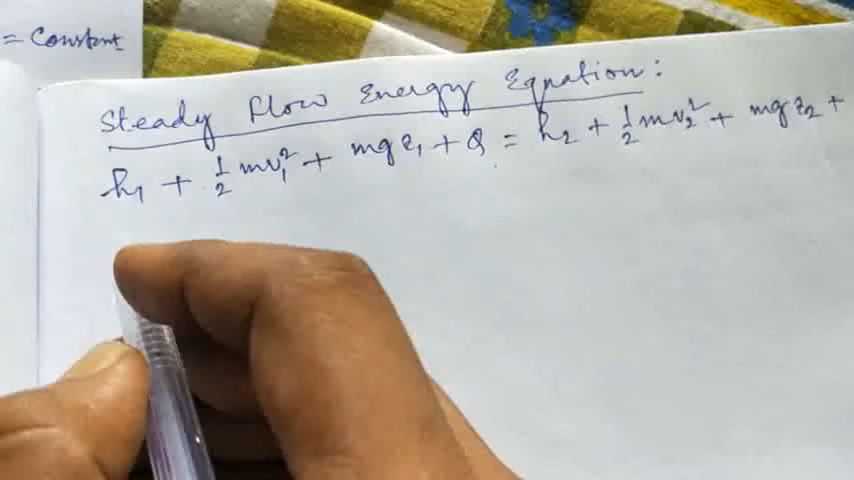 = Constant
Steady Flow Energy Equation:
h₁ + ½ mv₁² + mgz₁ + Q = h₂ + ½ mv₂² + mgz₂ +